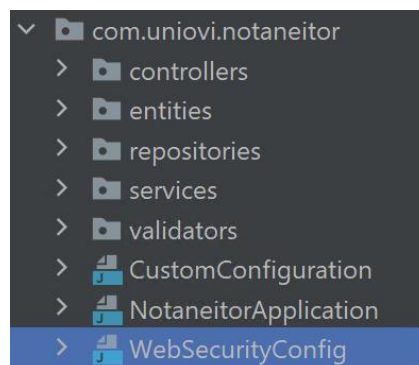 com.uniovi.notaneitor
controllers
entities
repositories
services
validators
CustomConfiguration
NotaneitorApplication
WebSecurityConfig